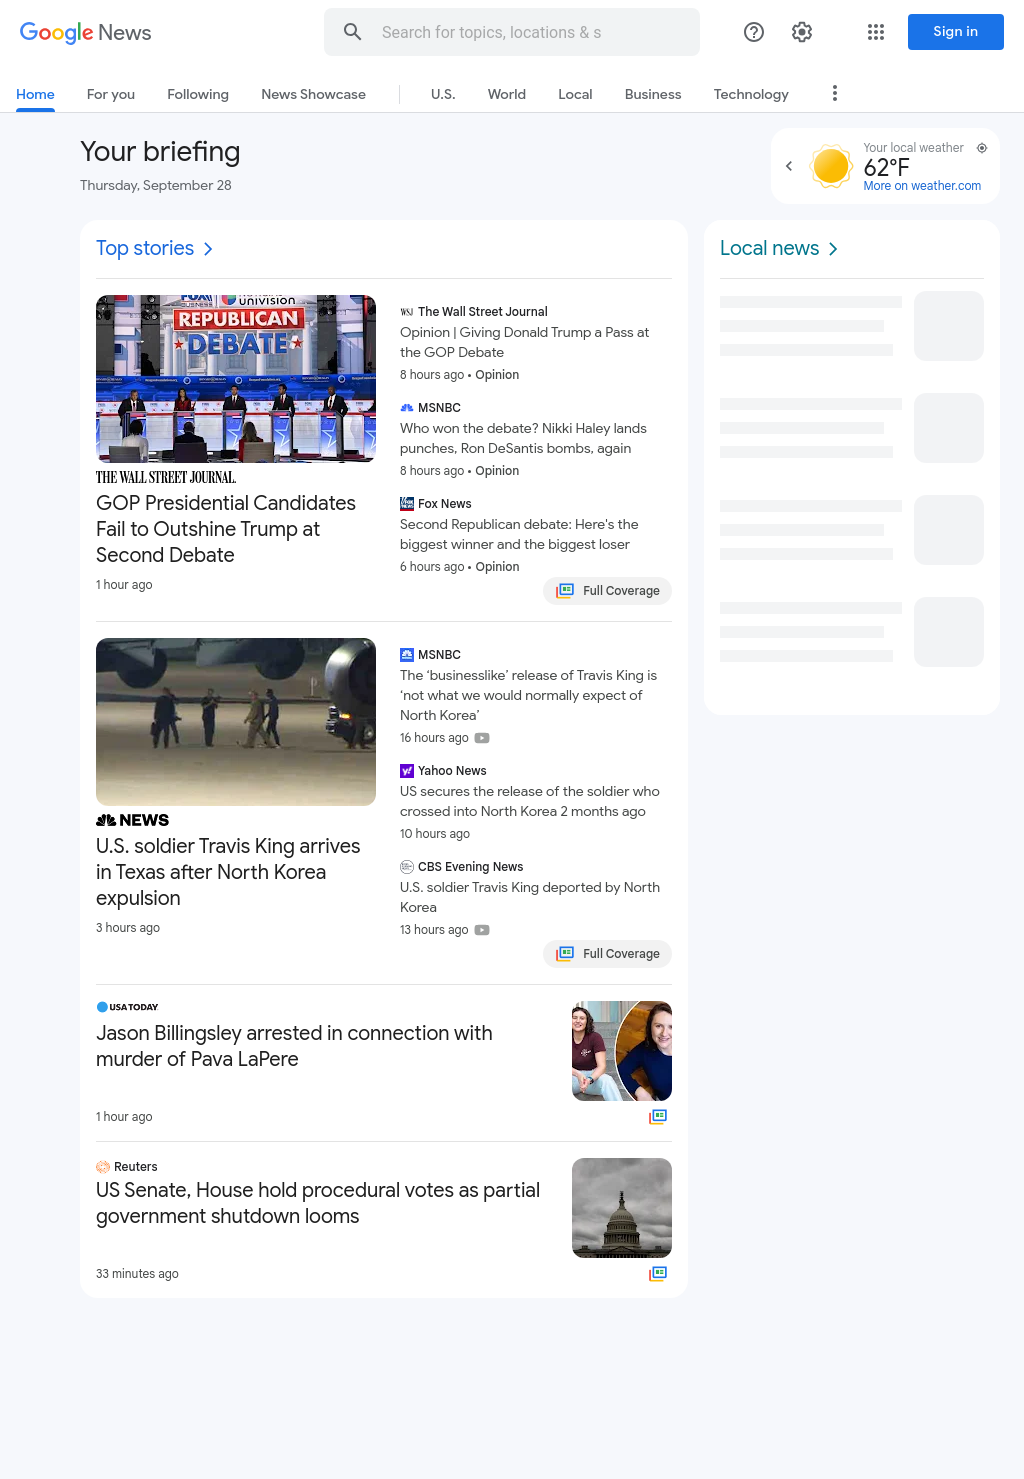 Google News
Search for topics, locations & s
Sign in
Home For you Following News Showcase U.S. World Local Business Technology
Your briefing
Thursday, September 28
Your local weather
62°F
More on weather.com
Top stories
FOX
BUSINESS
univision
REPUBLICAN
DEBATE
THE WALL STREET JOURNAL.
GOP Presidential Candidates
Fail to Outshine Trump at
Second Debate
1 hour ago
WSJ The Wall Street Journal
Opinion | Giving Donald Trump a Pass at
the GOP Debate
8 hours ago • Opinion
MSNBC
Who won the debate? Nikki Haley lands
punches, Ron DeSantis bombs, again
8 hours ago • Opinion
Fox News
Second Republican debate: Here's the
biggest winner and the biggest loser
6 hours ago • Opinion
Full Coverage
NEWS
U.S. soldier Travis King arrives
in Texas after North Korea
expulsion
3 hours ago
MSNBC
The ‘businesslike’ release of Travis King is
‘not what we would normally expect of
North Korea’
16 hours ago
Yahoo News
US secures the release of the soldier who
crossed into North Korea 2 months ago
10 hours ago
CBS Evening News
U.S. soldier Travis King deported by North
Korea
13 hours ago
Full Coverage
USA TODAY
Jason Billingsley arrested in connection with
murder of Pava LaPere
1 hour ago
Reuters
US Senate, House hold procedural votes as partial
government shutdown looms
33 minutes ago
Local news